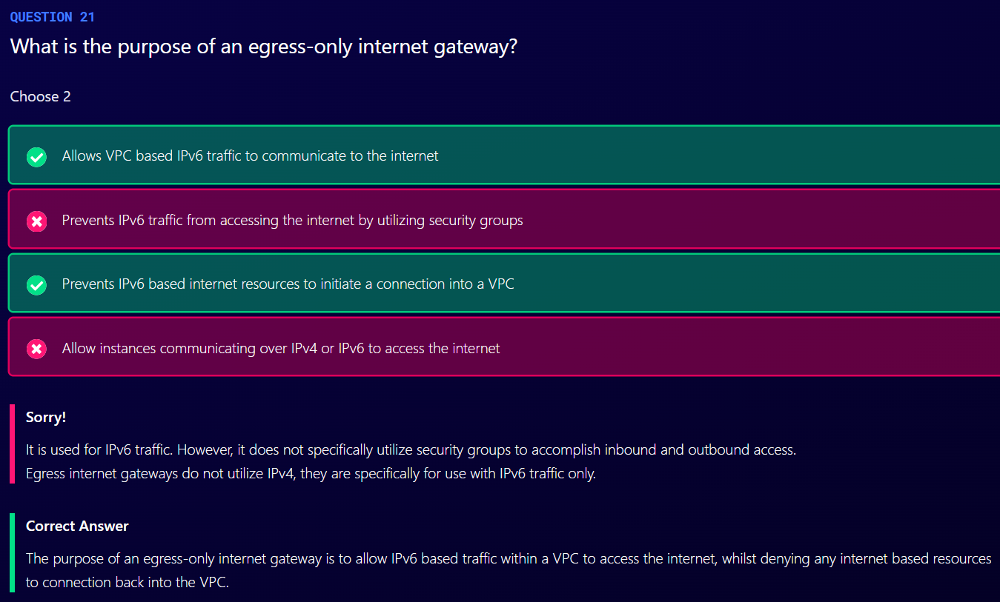 QUESTION 21
What is the purpose of an egress-only internet gateway?
Choose 2
Allows VPC based IPv6 traffic to communicate to the internet
Prevents IPv6 traffic from accessing the internet by utilizing security groups
Prevents IPv6 based internet resources to initiate a connection into a VPC
Allow instances communicating over IPv4 or IPv6 to access the internet
Sorry!
It is used for IPv6 traffic. However, it does not specifically utilize security groups to accomplish inbound and outbound access.
Egress internet gateways do not utilize IPv4, they are specifically for use with IPv6 traffic only.
Correct Answer
The purpose of an egress-only internet gateway is to allow IPv6 based traffic within a VPC to access the internet, whilst denying any internet based resources
to connection back into the VPC.